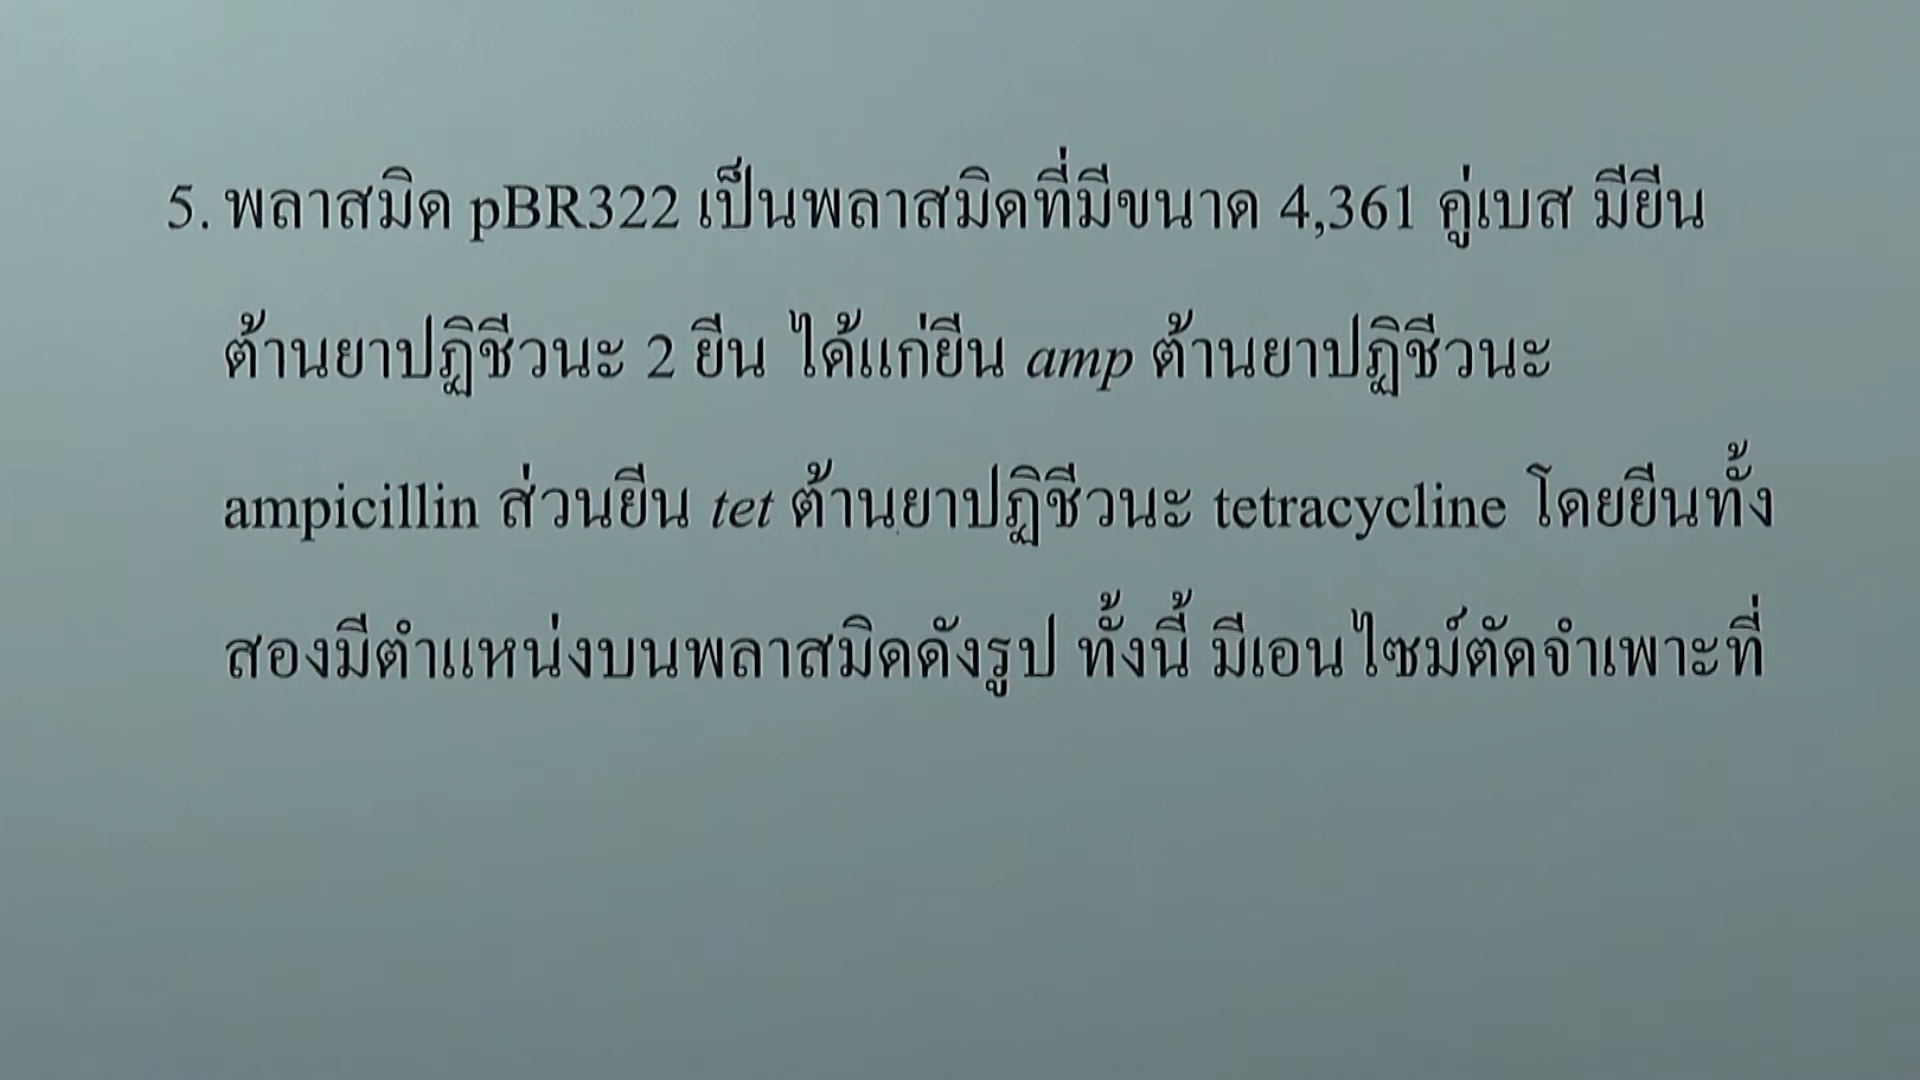 5. พลาสมิด pBR322 เป็นพลาสมิดที่มีขนาด 4,361 คู่เบส มียีน
ต้านยาปฏิชีวนะ 2 ยีน ได้แก่ยีน amp ต้านยาปฏิชีวนะ
ampicillin ส่วนยีน tet ต้านยาปฏิชีวนะ tetracycline โดยยีนทั้ง
สองมีตำแหน่งบนพลาสมิดดังรูป ทั้งนี้ มีเอนไซม์ตัดจำเพาะที่